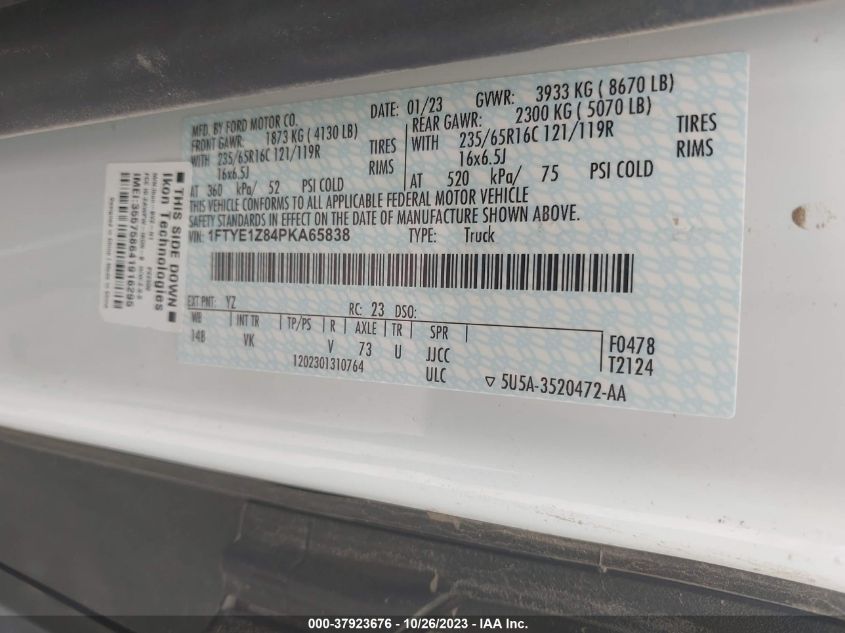 MFD. BY FORD MOTOR CO.
DATE: 01/23 GVWR: 3933 KG ( 8670 LB)
FRONT GAWR: 1873 KG ( 4130 LB)
REAR GAWR: 2300 KG ( 5070 LB)
WITH 235/65R16C 121/119R TIRES
WITH 235/65R16C 121/119R TIRES
16x6.5J RIMS
16x6.5J RIMS
AT 360 kPa/ 52 PSI COLD
AT 520 kPa/ 75 PSI COLD
THIS VEHICLE CONFORMS TO ALL APPLICABLE FEDERAL MOTOR VEHICLE
SAFETY STANDARDS IN EFFECT ON THE DATE OF MANUFACTURE SHOWN ABOVE.
VIN: 1FTYE1Z84PKA65838 TYPE: Truck
EXT PNT: YZ RC: 23 DSO:
WB INT TR TP/PS R AXLE TR SPR
148 VK V 73 U JJCC
1202301310764 ULC
F0478
T2124
5U5A-3520472-AA
THIS SIDE DOWN
Ikon Technologies
IMEI:355758641916295
000-37923676 • 10/26/2023 - IAA Inc.